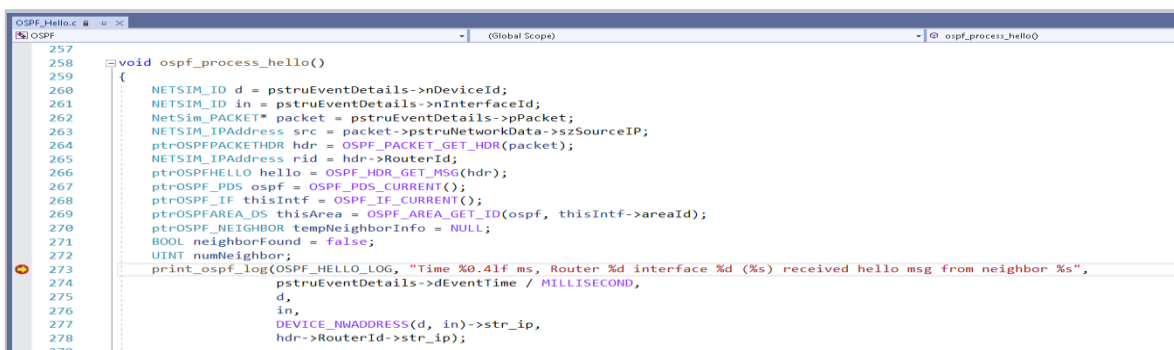 OSPF_Hello.c
OSPF (Global Scope) ospf_process_hello()
257
258 void ospf_process_hello()
259 {
260 NETSIM_ID d = pstruEventDetails->nDeviceId;
261 NETSIM_ID in = pstruEventDetails->nInterfaceId;
262 NetSim_PACKET* packet = pstruEventDetails->pPacket;
263 NETSIM_IPAddress src = packet->pstruNetworkData->szSourceIP;
264 ptrOSPFPACKETHDR hdr = OSPF_PACKET_GET_HDR(packet);
265 NETSIM_IPAddress rid = hdr->RouterId;
266 ptrOSPFHELLO hello = OSPF_HDR_GET_MSG(hdr);
267 ptrOSPF_PDS ospf = OSPF_PDS_CURRENT();
268 ptrOSPF_IF thisIntf = OSPF_IF_CURRENT();
269 ptrOSPFAREA_DS thisArea = OSPF_AREA_GET_ID(ospf, thisIntf->areaId);
270 ptrOSPF_NEIGHBOR tempNeighborInfo = NULL;
271 BOOL neighborFound = false;
272 UINT numNeighbor;
273 print_ospf_log(OSPF_HELLO_LOG, "Time %0.4lf ms, Router %d interface %d (%s) received hello msg from neighbor %s",
274 pstruEventDetails->dEventTime / MILLISECOND,
275 d,
276 in,
277 DEVICE_NWADDRESS(d, in)->str_ip,
278 hdr->RouterId->str_ip);